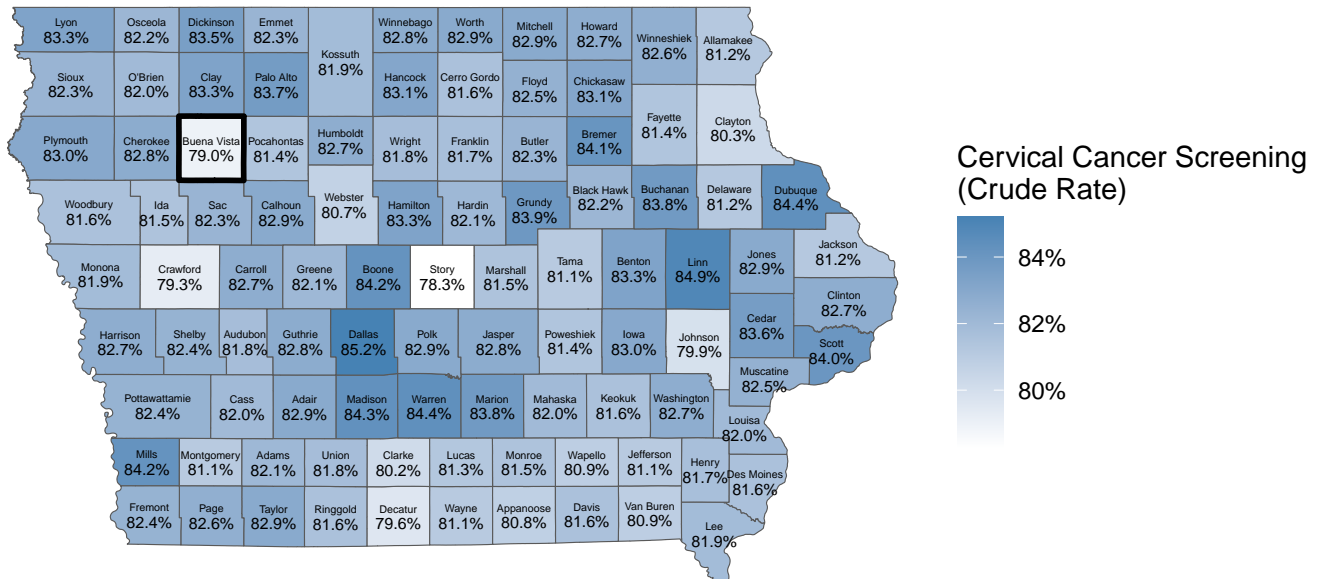 Lyon
83.3%
Osceola
82.2%
Dickinson
83.5%
Emmet
82.3%
Kossuth
81.9%
Winnebago
82.8%
Worth
82.9%
Mitchell
82.9%
Howard
82.7%
Winneshiek
82.6%
Allamakee
81.2%
Sioux
82.3%
O'Brien
82.0%
Clay
83.3%
Palo Alto
83.7%
Hancock
83.1%
Cerro Gordo
81.6%
Floyd
82.5%
Chickasaw
83.1%
Fayette
81.4%
Clayton
80.3%
Plymouth
83.0%
Cherokee
82.8%
Buena Vista
79.0%
Pocahontas
81.4%
Humboldt
82.7%
Wright
81.8%
Franklin
81.7%
Butler
82.3%
Bremer
84.1%
Woodbury
81.6%
Ida
81.5%
Sac
82.3%
Calhoun
82.9%
Webster
80.7%
Hamilton
83.3%
Hardin
82.1%
Grundy
83.9%
Black Hawk
82.2%
Buchanan
83.8%
Delaware
81.2%
Dubuque
84.4%
Monona
81.9%
Crawford
79.3%
Carroll
82.7%
Greene
82.1%
Boone
84.2%
Story
78.3%
Marshall
81.5%
Tama
81.1%
Benton
83.3%
Linn
84.9%
Jones
82.9%
Jackson
81.2%
Clinton
82.7%
Harrison
82.7%
Shelby
82.4%
Audubon
81.8%
Guthrie
82.8%
Dallas
85.2%
Polk
82.9%
Jasper
82.8%
Poweshiek
81.4%
Iowa
83.0%
Johnson
79.9%
Cedar
83.6%
Scott
84.0%
Muscatine
82.5%
Pottawattamie
82.4%
Cass
82.0%
Adair
82.9%
Madison
84.3%
Warren
84.4%
Marion
83.8%
Mahaska
82.0%
Keokuk
81.6%
Washington
82.7%
Louisa
82.0%
Mills
84.2%
Montgomery
81.1%
Adams
82.1%
Union
81.8%
Clarke
80.2%
Lucas
81.3%
Monroe
81.5%
Wapello
80.9%
Jefferson
81.1%
Henry
81.7%
Des Moines
81.6%
Fremont
82.4%
Page
82.6%
Taylor
82.9%
Ringgold
81.6%
Decatur
79.6%
Wayne
81.1%
Appanoose
80.8%
Davis
81.6%
Van Buren
80.9%
Lee
81.9%
Cervical Cancer Screening
(Crude Rate)
84%
82%
80%